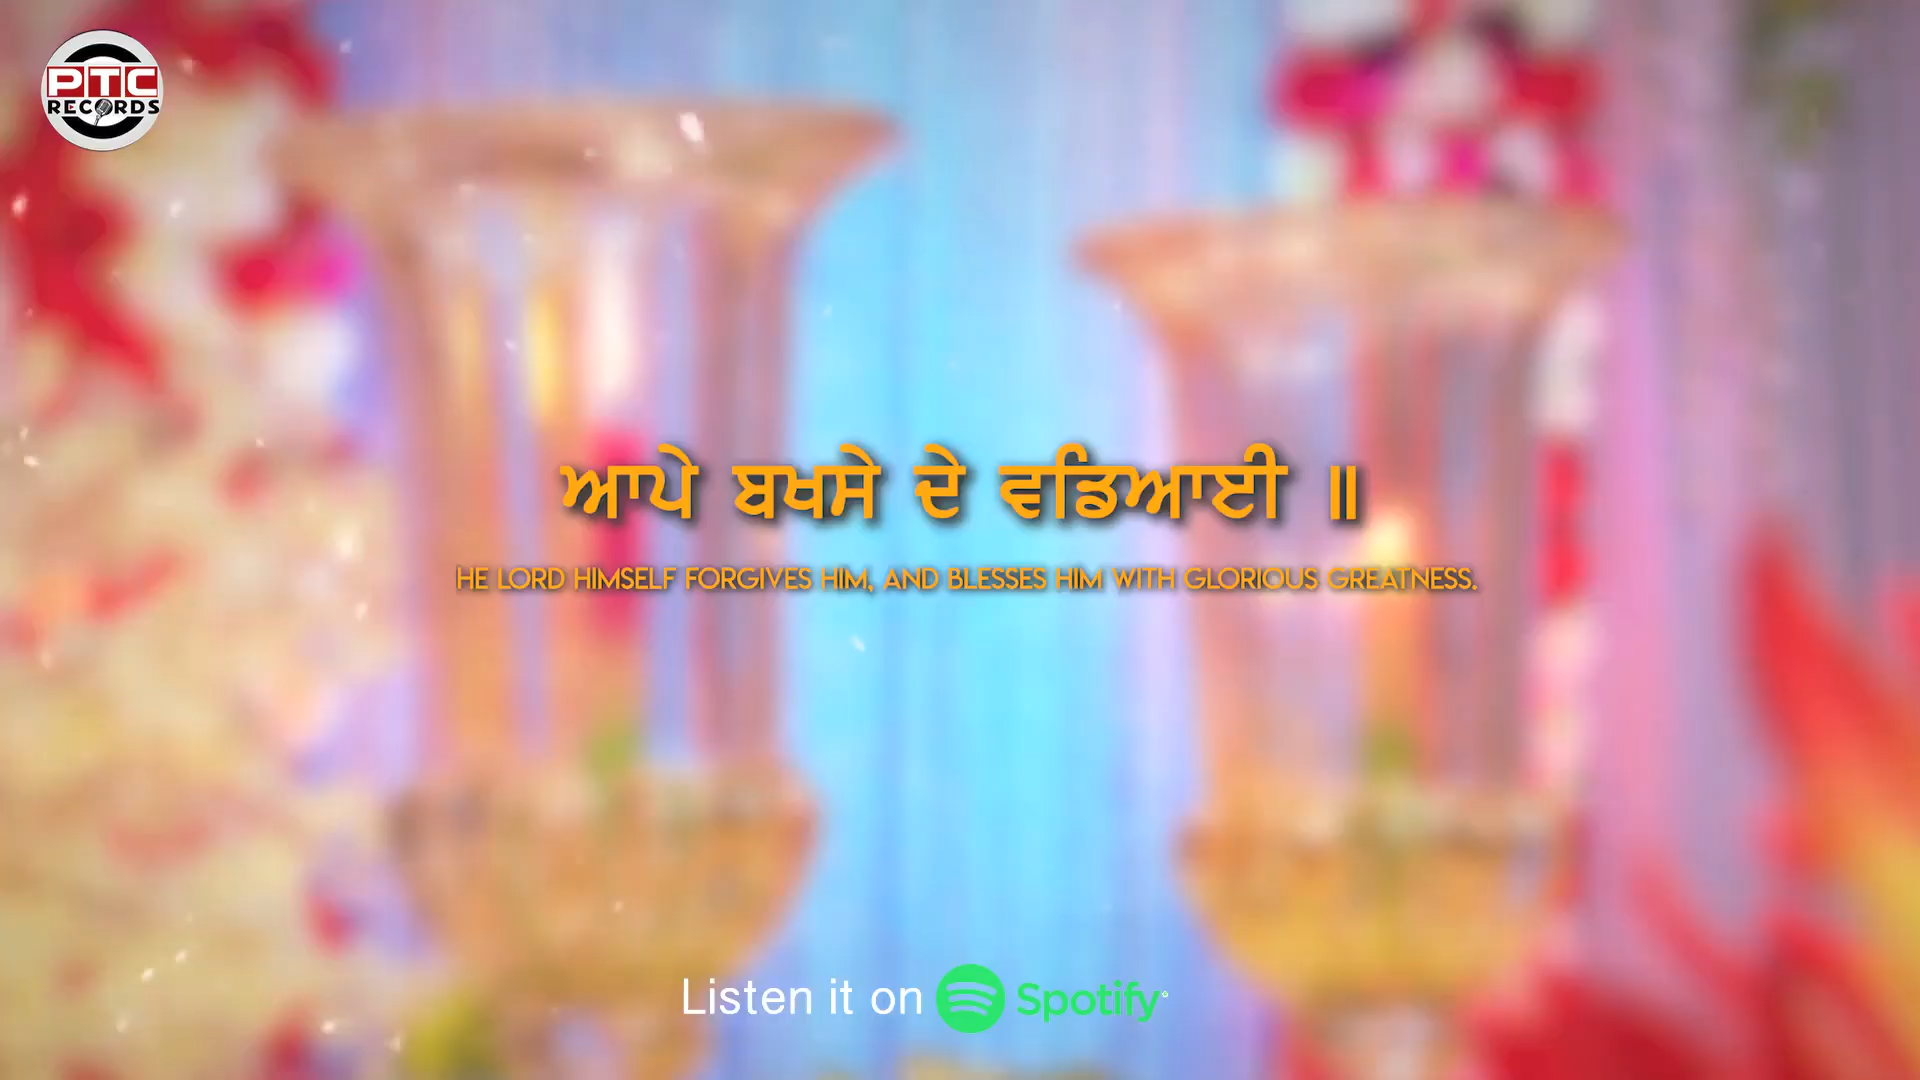 PTC
RECORDS
ਆਪੇ ਬਖਸੇ ਦੇ ਵਡਿਆਈ ॥
HE LORD HIMSELF FORGIVES HIM, AND BLESSES HIM WITH GLORIOUS GREATNESS.
Listen it on Spotify